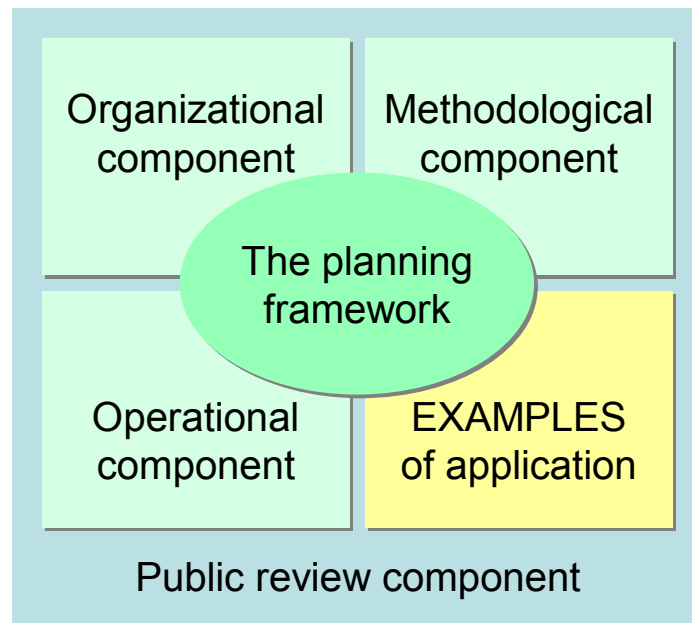 Organizational
component
Methodological
component
The planning
framework
Operational
component
EXAMPLES
of application
Public review component